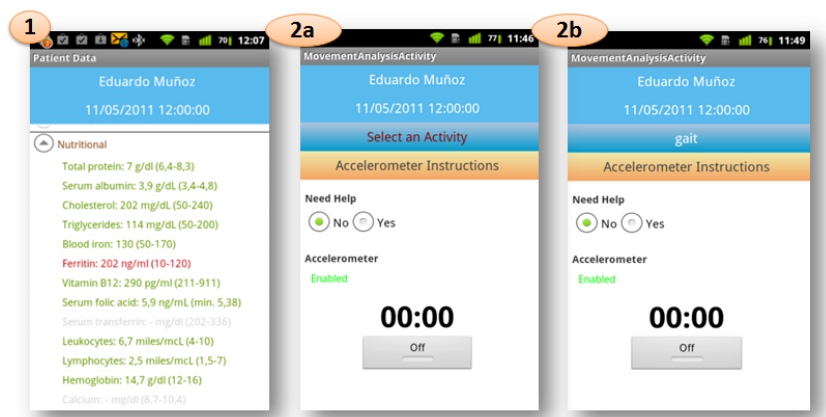 1
70 12:07
Patient Data
Eduardo Muñoz
11/05/2011 12:00:00
Nutritional
Total protein: 7 g/dl (6,4-8,3)
Serum albumin: 3,9 g/dL (3,4-4,8)
Cholesterol: 202 mg/dL (50-240)
Triglycerides: 114 mg/dL (50-200)
Blood iron: 130 (50-170)
Ferritin: 202 ng/ml (10-120)
Vitamin B12: 290 pg/ml (211-911)
Serum folic acid: 5,9 ng/mL (min. 5,38)
Serum transferrin: - mg/dl (202-336)
Leukocytes: 6,7 miles/mcL (4-10)
Lymphocytes: 2,5 miles/mcL (1,5-7)
Hemoglobin: 14,7 g/dl (12-16)
Calcium: - mg/dl (8,7-10,4)
2a
77 11:46
MovementAnalysisActivity
Eduardo Muñoz
11/05/2011 12:00:00
Select an Activity
Accelerometer Instructions
Need Help
No Yes
Accelerometer
Enabled
00:00
Off
2b
76 11:49
MovementAnalysisActivity
Eduardo Muñoz
11/05/2011 12:00:00
gait
Accelerometer Instructions
Need Help
No Yes
Accelerometer
Enabled
00:00
Off